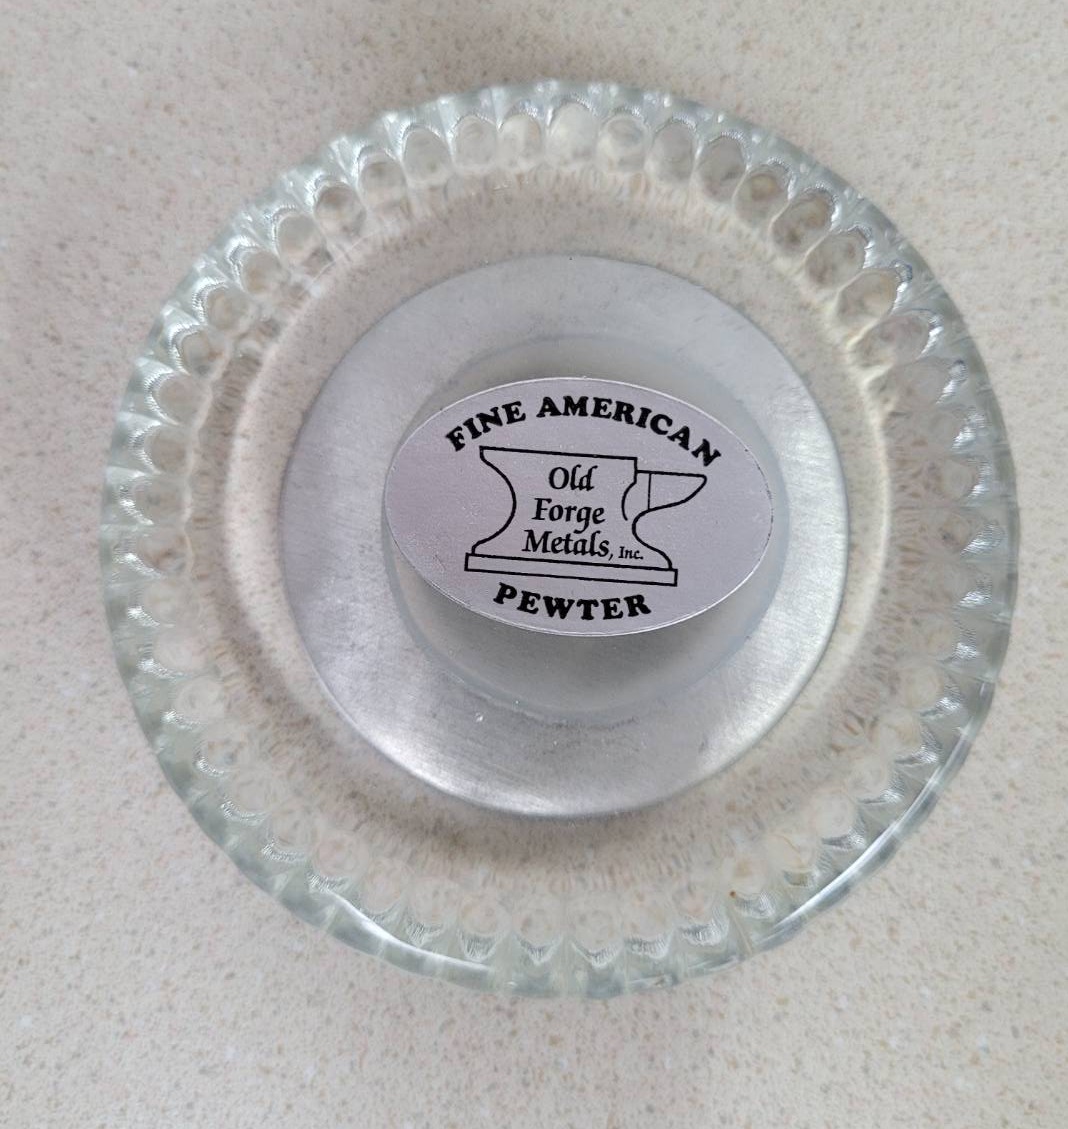 FINE AMERICAN
Old
Forge
Metals, Inc.
PEWTER